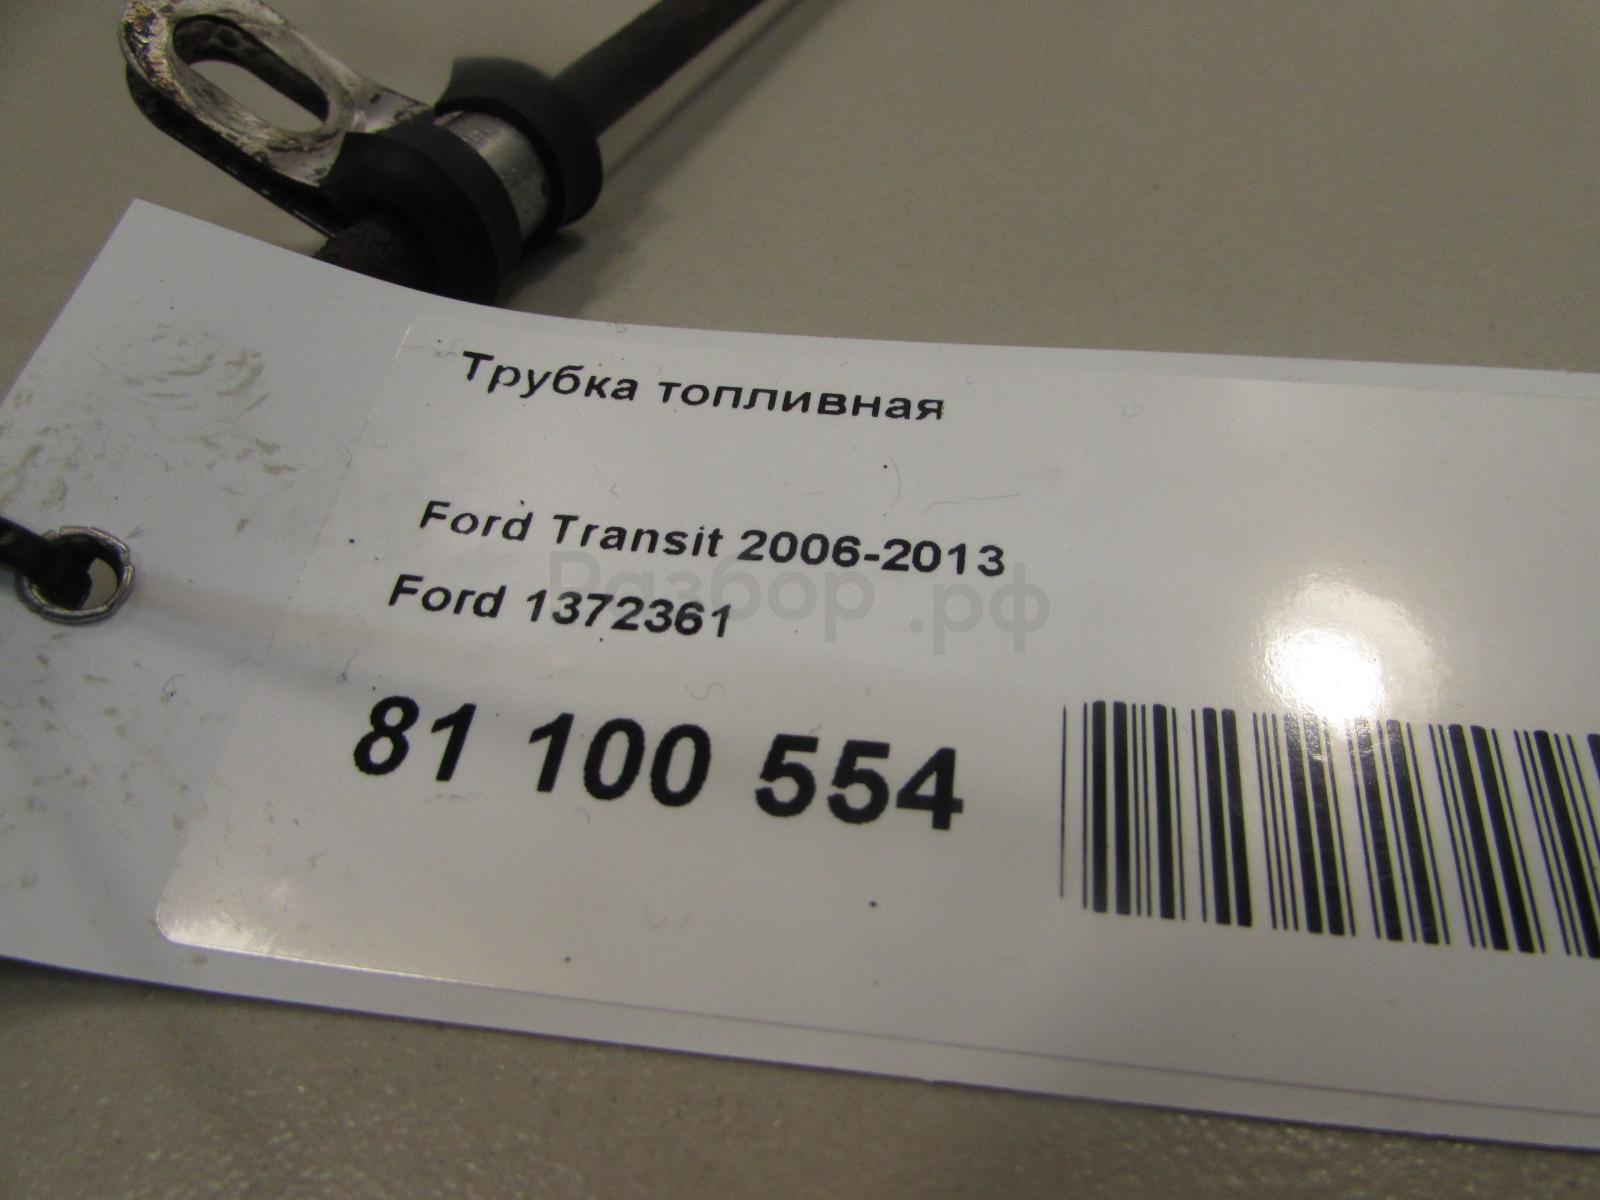 Трубка топливная
Ford Transit 2006-2013
Разбор.рф
Ford 1372361
81 100 554